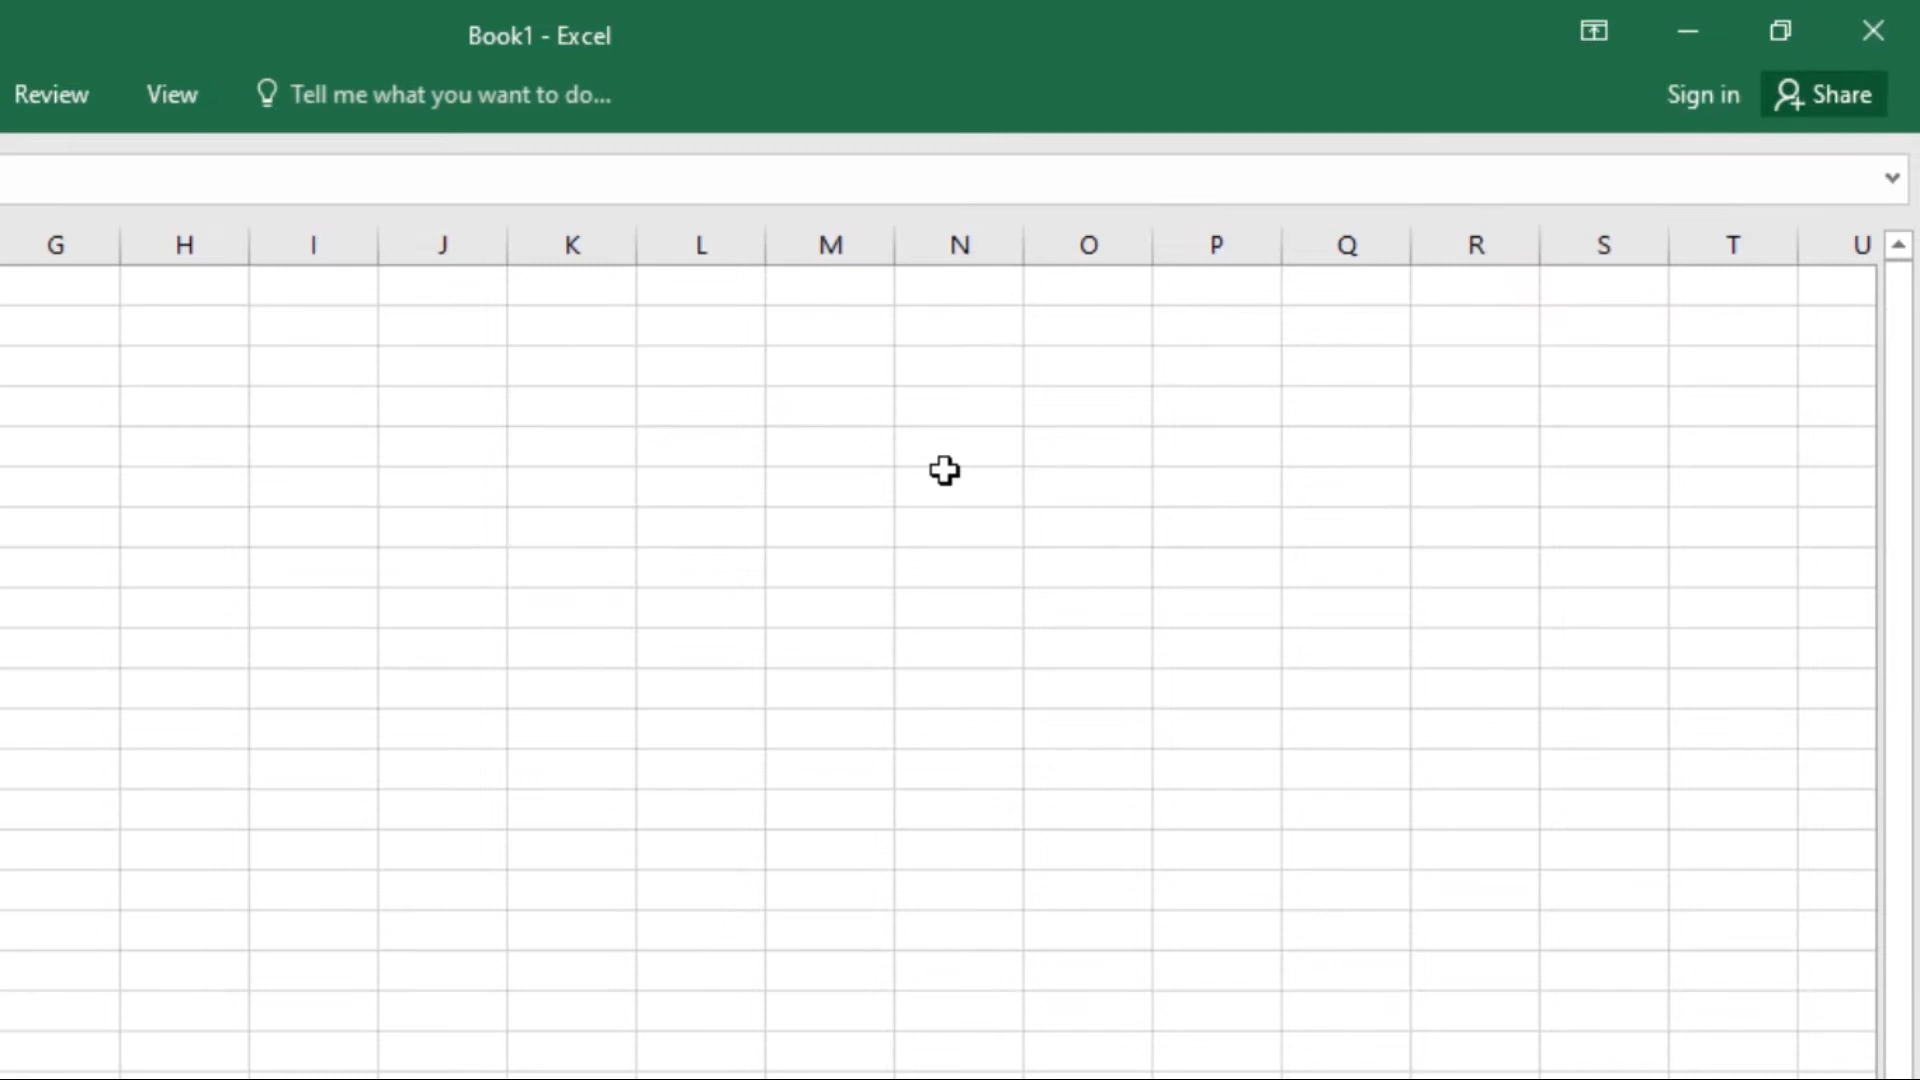 Book1 - Excel
Review View Tell me what you want to do... Sign in Share
G H I J K L M N O P Q R S T U